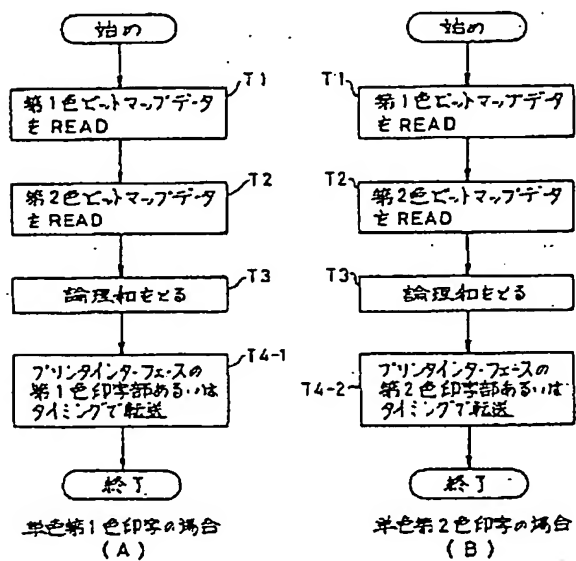 始め
T1
第1色ビットマップデータ
をREAD
T2
第2色ビットマップデータ
をREAD
T3
論理和をとる
T4-1
プリンタインターフェースの
第1色印字部あるいは
タイミングで転送
終了
単色第1色印字の場合
(A)
始め
T1
第1色ビットマップデータ
をREAD
T2
第2色ビットマップデータ
をREAD
T3
論理和をとる
T4-2
プリンタインターフェースの
第2色印字部あるいは
タイミングで転送
終了
単色第2色印字の場合
(B)